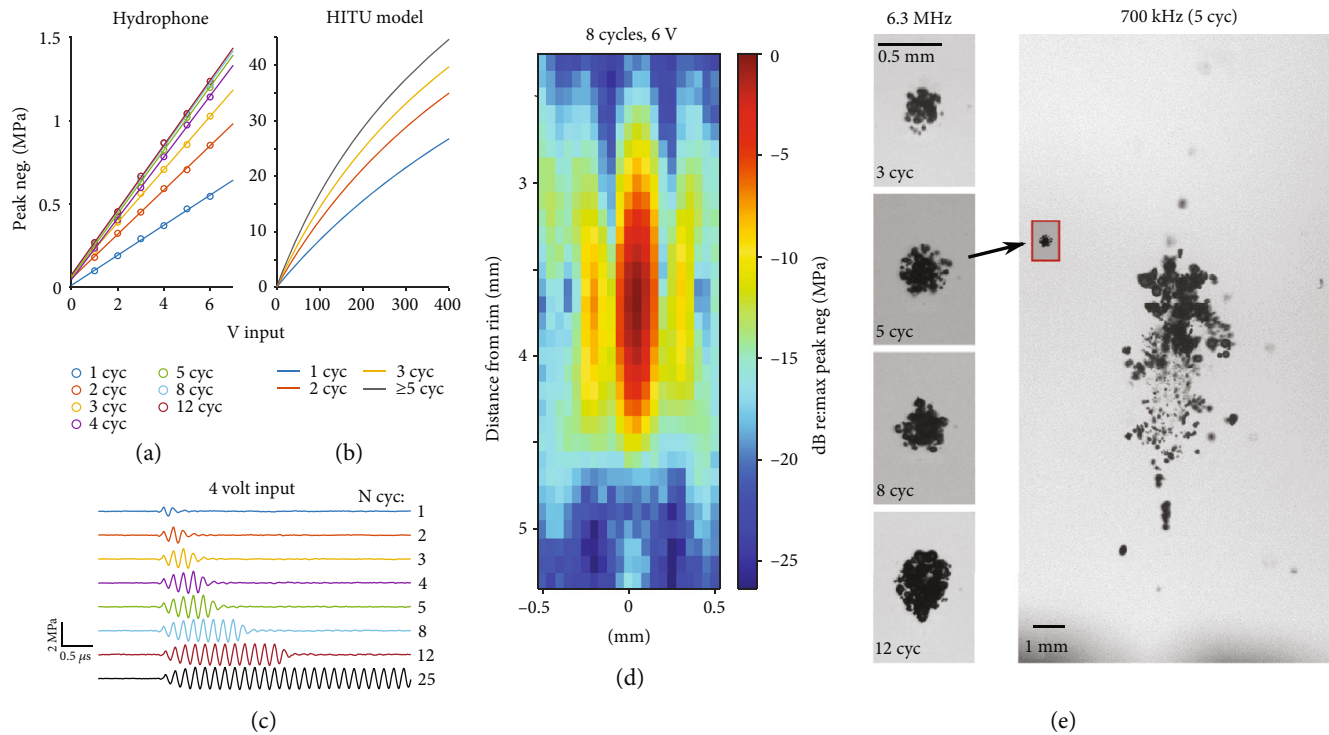 Hydrophone
Peak neg. (MPa)
1.5
1
0.5
0
0 2 4 6
HITU model
40
35
30
25
20
15
10
5
0
0 100 200 300 400
V input
1 cyc
2 cyc
3 cyc
4 cyc
5 cyc
8 cyc
12 cyc
1 cyc
2 cyc
3 cyc
≥5 cyc
(a)
(b)
4 volt input
N cyc:
1
2
3
4
5
8
12
25
2 MPa
0.5 μs
(c)
8 cycles, 6 V
Distance from rim (mm)
3
4
5
−0.5 0 0.5
(mm)
0
−5
−10
−15
−20
−25
dB re:max peak neg (MPa)
(d)
6.3 MHz
0.5 mm
3 cyc
5 cyc
8 cyc
12 cyc
700 kHz (5 cyc)
1 mm
(e)